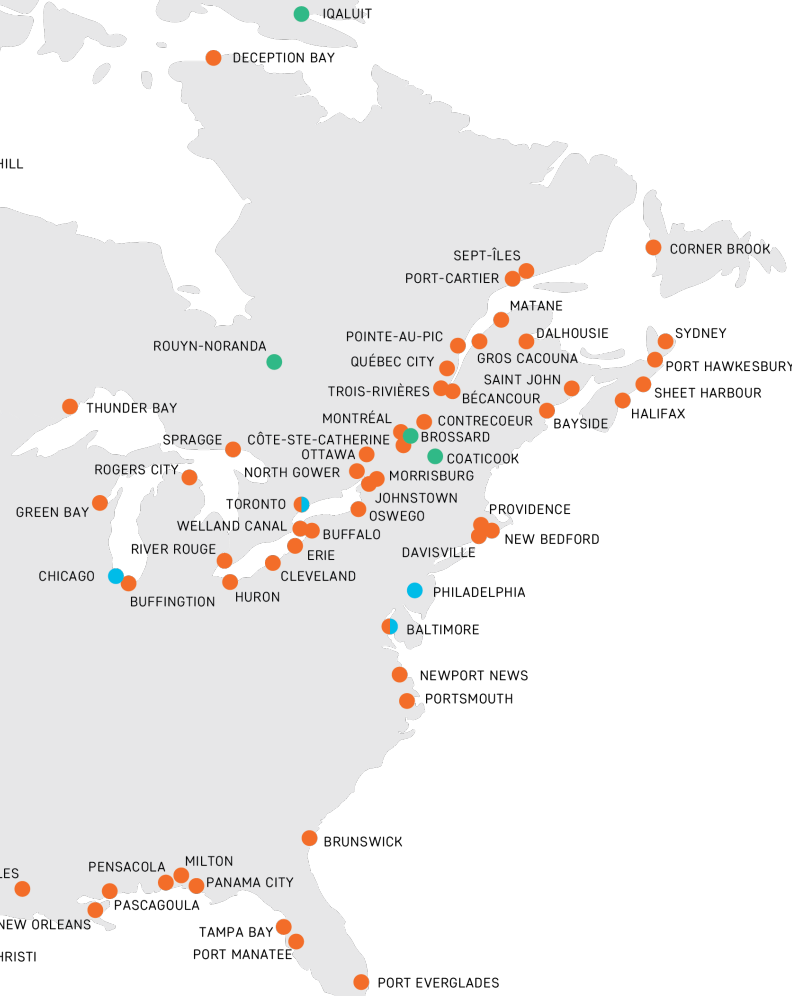 IQALUIT
DECEPTION BAY
HILL
CORNER BROOK
SEPT-ÎLES
PORT-CARTIER
MATANE
DALHOUSIE
SYDNEY
POINTE-AU-PIC
ROUYN-NORANDA
GROS CACOUNA
QUÉBEC CITY
PORT HAWKESBURY
SAINT JOHN
TROIS-RIVIÈRES
SHEET HARBOUR
BÉCANCOUR
THUNDER BAY
HALIFAX
MONTRÉAL
CONTRECOEUR
BAYSIDE
SPRAGGE
CÔTE-STE-CATHERINE
BROSSARD
OTTAWA
COATICOOK
ROGERS CITY
NORTH GOWER
MORRISBURG
JOHNSTOWN
TORONTO
GREEN BAY
PROVIDENCE
OSWEGO
WELLAND CANAL
BUFFALO
NEW BEDFORD
RIVER ROUGE
ERIE
DAVISVILLE
CHICAGO
CLEVELAND
PHILADELPHIA
BUFFINGTON
HURON
BALTIMORE
NEWPORT NEWS
PORTSMOUTH
BRUNSWICK
MILTON
PENSACOLA
LES
PANAMA CITY
PASCAGOULA
NEW ORLEANS
TAMPA BAY
PORT MANATEE
HRISTI
PORT EVERGLADES